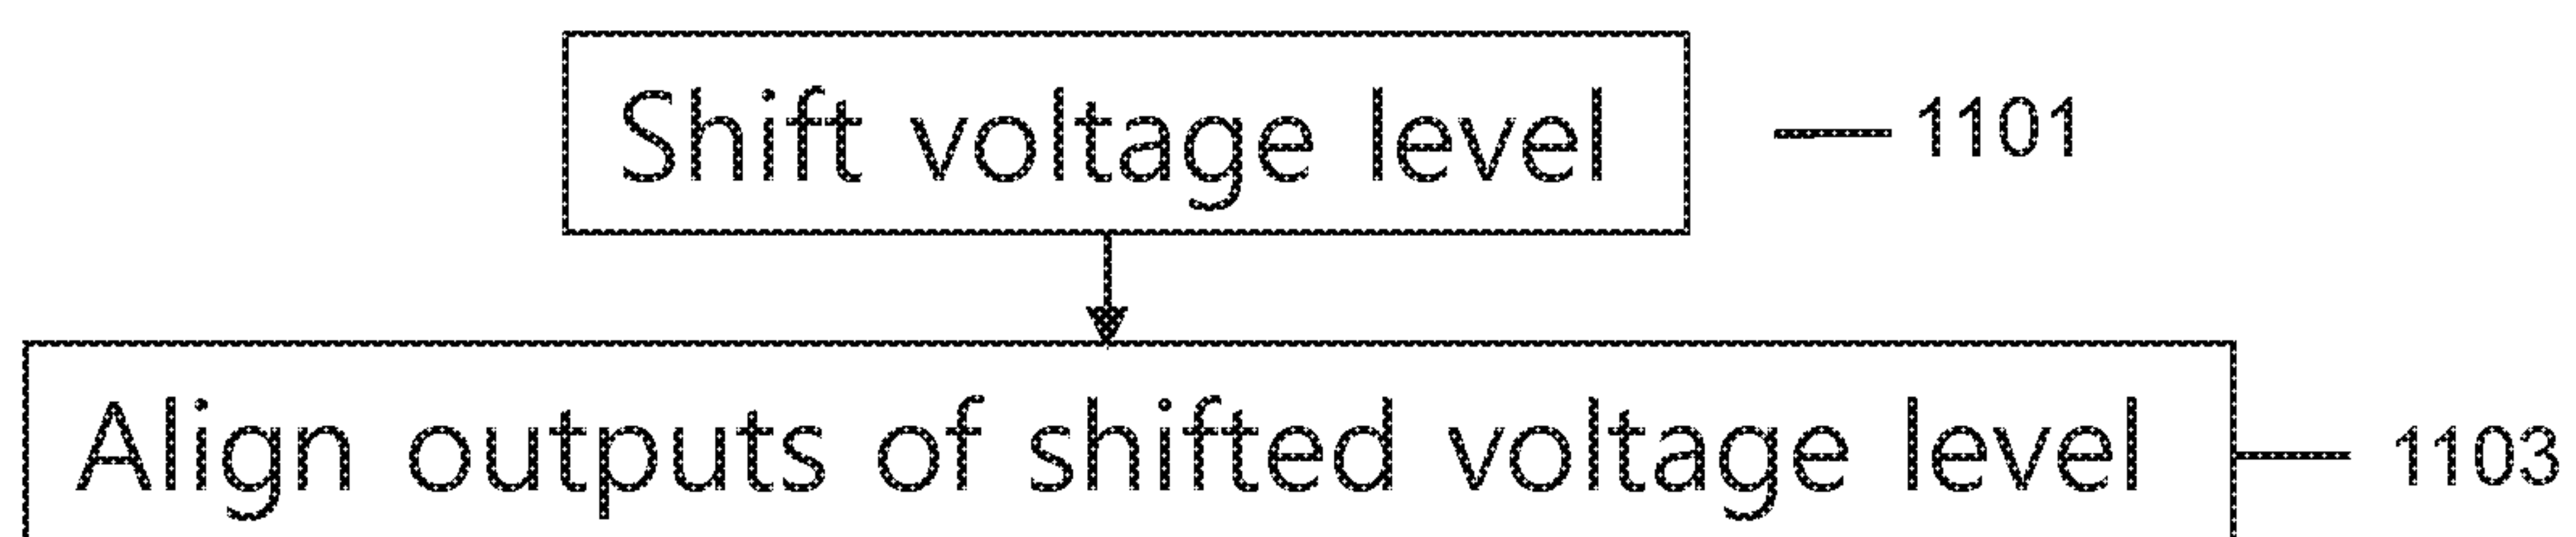 Shift voltage level 1101
Align outputs of shifted voltage level 1103